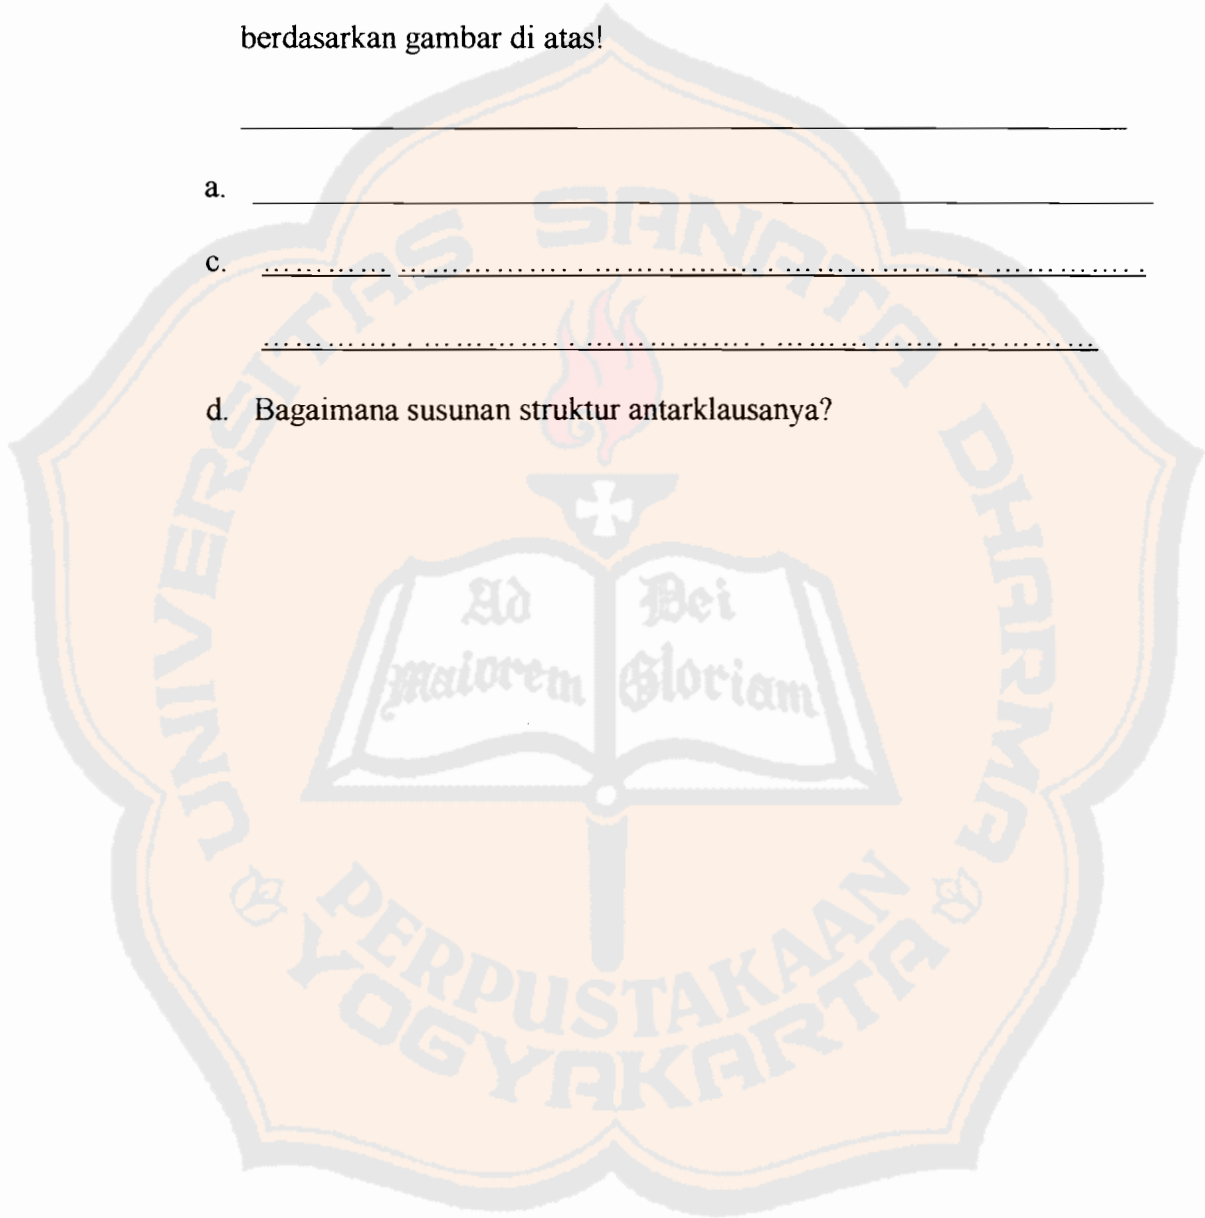 berdasarkan gambar di atas!
a.
c. ……………………………………………………………………
……………………………………………………………………
d. Bagaimana susunan struktur antarklausanya?
UNIVERSITAS SANATA DHARMA
Ad Dei
maiorem Gloriam
PERPUSTAKAAN
YOGYAKARTA